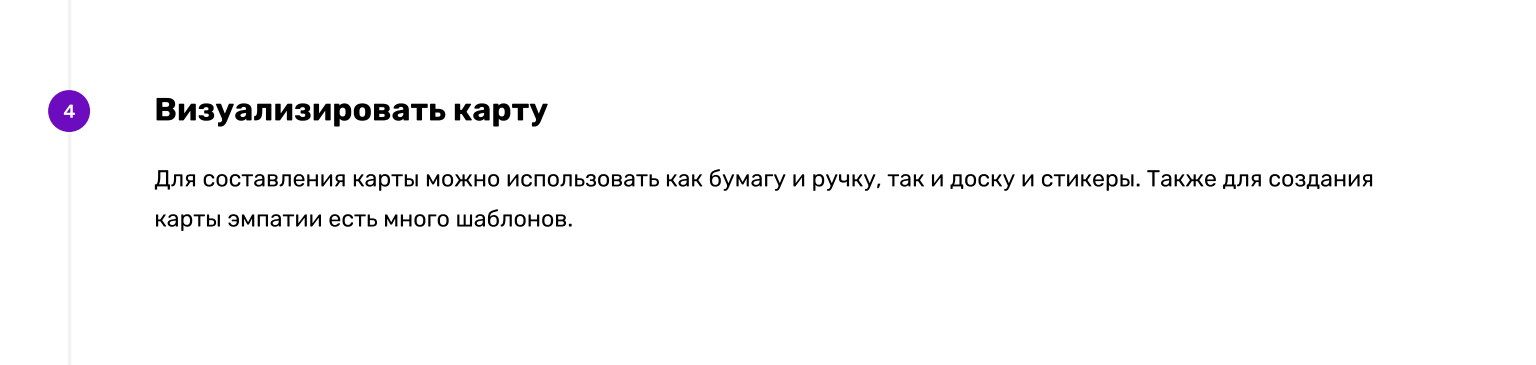 4
Визуализировать карту
Для составления карты можно использовать как бумагу и ручку, так и доску и стикеры. Также для создания
карты эмпатии есть много шаблонов.